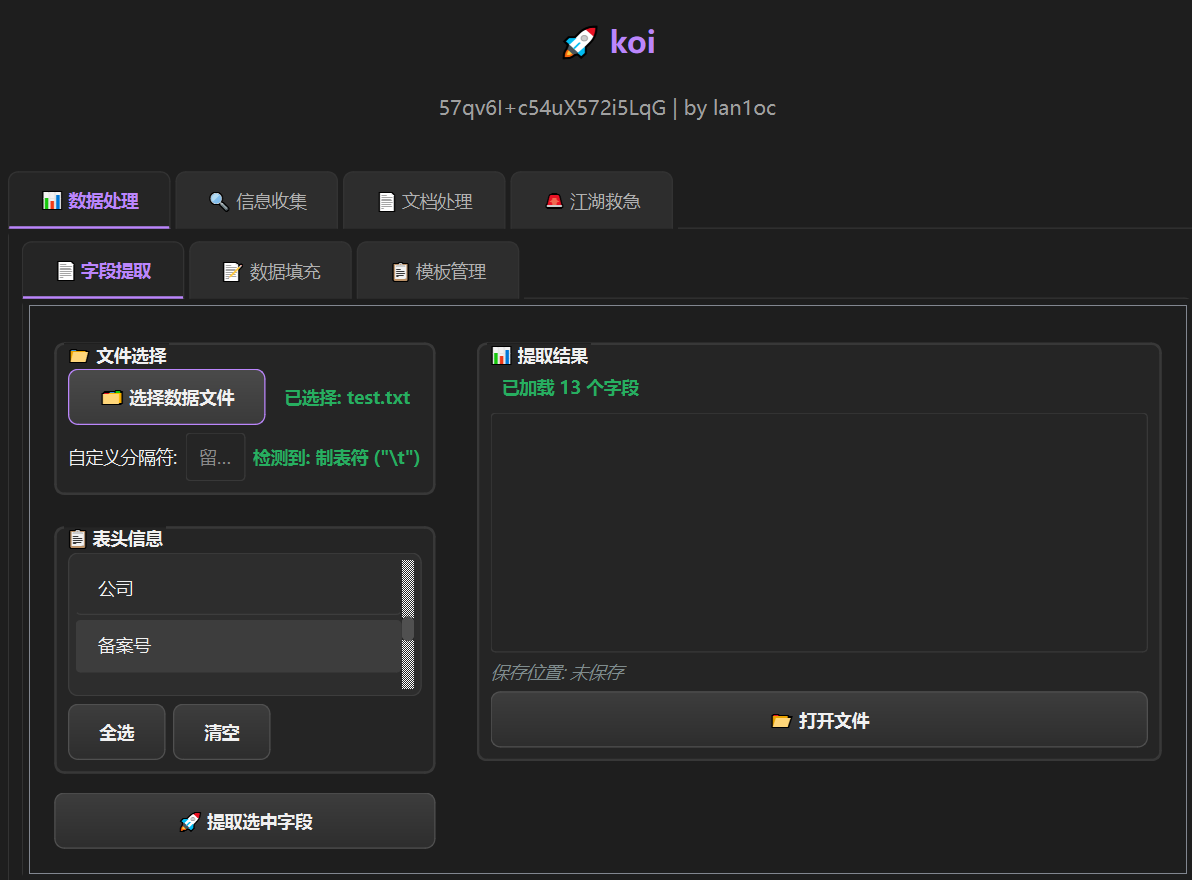 🚀 koi
57qv6I+c54uX572i5LqG | by lan1oc
📊 数据处理
🔍 信息收集
📄 文档处理
🚨 江湖救急
📄 字段提取
📝 数据填充
📋 模板管理
📂 文件选择
🗂️ 选择数据文件
已选择: test.txt
自定义分隔符:
留...
检测到: 制表符 ("\t")
📋 表头信息
公司
备案号
全选
清空
🚀 提取选中字段
📊 提取结果
已加载 13 个字段
保存位置: 未保存
📂 打开文件